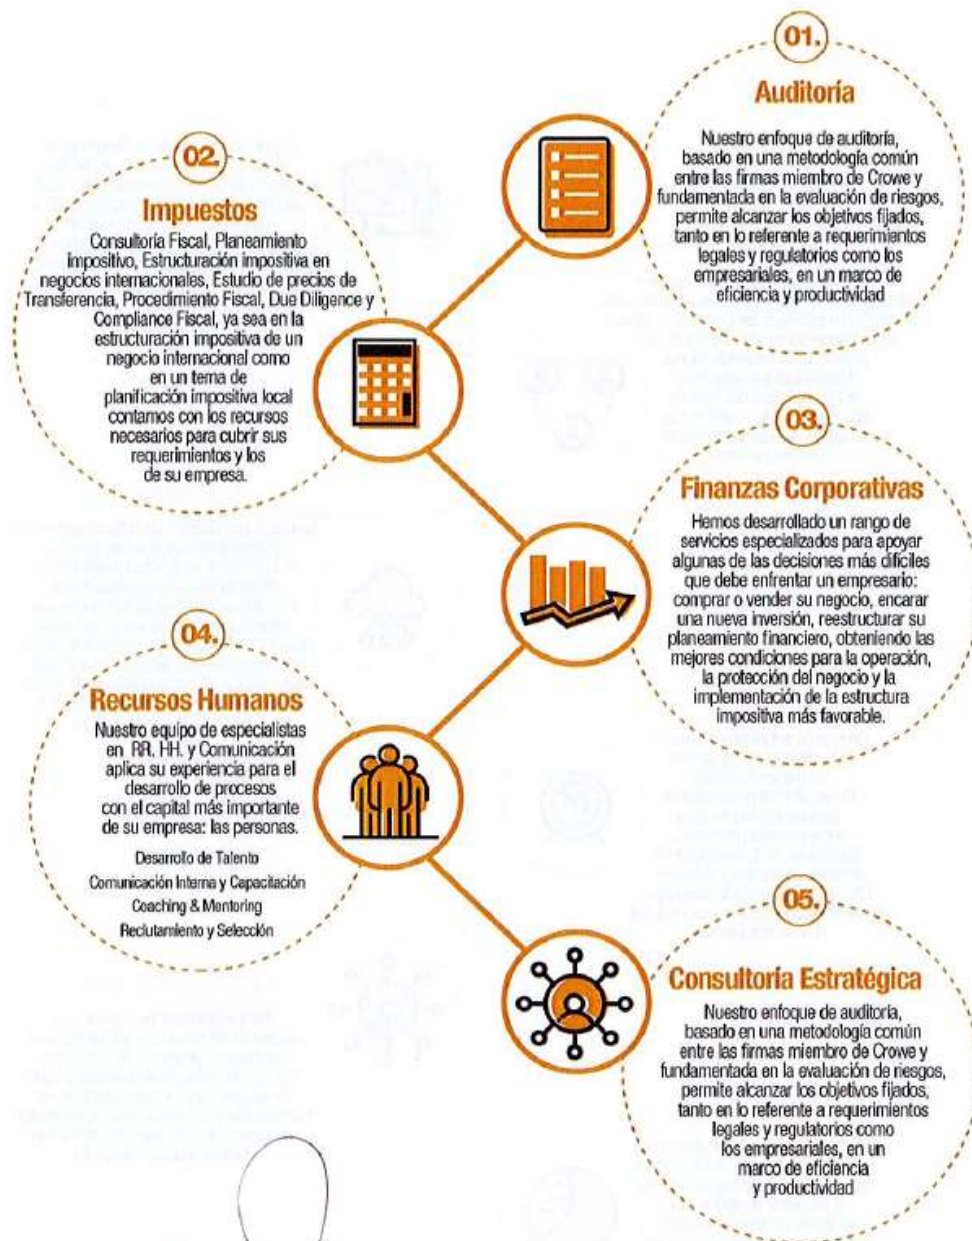 01.
Auditoría
Nuestro enfoque de auditoría,
basado en una metodología común
entre las firmas miembro de Crowe y
fundamentada en la evaluación de riesgos,
permite alcanzar los objetivos fijados,
tanto en lo referente a requerimientos
legales y regulatorios como los
empresariales, en un marco de
eficiencia y productividad
02.
Impuestos
Consultoría Fiscal, Planeamiento
impositivo, Estructuración impositiva en
negocios internacionales, Estudio de precios de
Transferencia, Procedimiento Fiscal, Due Diligence y
Compliance Fiscal, ya sea en la
estructuración impositiva de un
negocio internacional como
en un tema de
planificación impositiva local
contamos con los recursos
necesarios para cubrir sus
requerimientos y los
de su empresa.
03.
Finanzas Corporativas
Hemos desarrollado un rango de
servicios especializados para apoyar
algunas de las decisiones más difíciles
que debe enfrentar un empresario:
comprar o vender su negocio, encarar
una nueva inversión, reestructurar su
planeamiento financiero, obteniendo las
mejores condiciones para la operación,
la protección del negocio y la
implementación de la estructura
impositiva más favorable.
04.
Recursos Humanos
Nuestro equipo de especialistas
en RR. HH. y Comunicación
aplica su experiencia para el
desarrollo de procesos
con el capital más importante
de su empresa: las personas.
Desarrollo de Talento
Comunicación Interna y Capacitación
Coaching & Mentoring
Reclutamiento y Selección
05.
Consultoría Estratégica
Nuestro enfoque de auditoría,
basado en una metodología común
entre las firmas miembro de Crowe y
fundamentada en la evaluación de riesgos,
permite alcanzar los objetivos fijados,
tanto en lo referente a requerimientos
legales y regulatorios como
los empresariales, en un
marco de eficiencia
y productividad